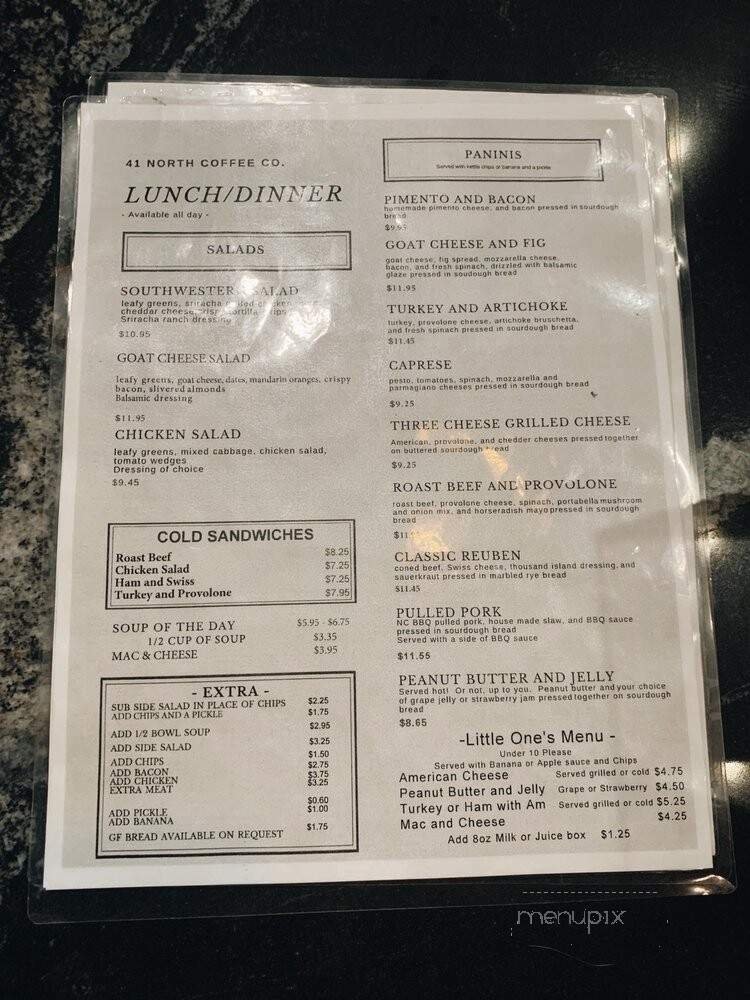 41 NORTH COFFEE CO.
LUNCH/DINNER
- Available all day -
SALADS
SOUTHWESTERN SALAD
leafy greens, sriracha chicken
cheddar cheese, tortilla
Sriracha ranch dressing
$10.95
GOAT CHEESE SALAD
leafy greens, goat cheese, dates, mandarin oranges, crispy
bacon, slivered almonds
Balsamic dressing
$11.95
CHICKEN SALAD
leafy greens, mixed cabbage, chicken salad,
tomato wedges
Dressing of choice
$9.45
COLD SANDWICHES
Roast Beef $8.25
Chicken Salad $7.25
Ham and Swiss $7.25
Turkey and Provolone $7.95
SOUP OF THE DAY $5.95 - $6.75
1/2 CUP OF SOUP $3.35
MAC & CHEESE $3.95
- EXTRA -
SUB SIDE SALAD IN PLACE OF CHIPS $2.25
ADD CHIPS AND A PICKLE $1.75
ADD 1/2 BOWL SOUP $2.95
ADD SIDE SALAD $3.25
ADD CHIPS $1.50
ADD BACON $2.75
ADD CHICKEN $3.75
EXTRA MEAT $3.25
ADD PICKLE $0.60
ADD BANANA $1.00
GF BREAD AVAILABLE ON REQUEST $1.75
PANINIS
Served with kettle chips or banana and a pickle
PIMENTO AND BACON
homemade pimento cheese, and bacon pressed in sourdough
bread
$9.95
GOAT CHEESE AND FIG
goat cheese, fig spread, mozzarella cheese,
bacon, and fresh spinach, drizzled with balsamic
glaze pressed in soudough bread
$11.95
TURKEY AND ARTICHOKE
turkey, provolone cheese, artichoke bruschetta,
and fresh spinach pressed in sourdough bread
$11.45
CAPRESE
pesto, tomatoes, spinach, mozzarella and
parmagiano cheeses pressed in sourdough bread
$9.25
THREE CHEESE GRILLED CHEESE
American, provolone, and chedder cheeses pressed together
on buttered sourdough bread
$9.25
ROAST BEEF AND PROVOLONE
roast beef, provolone cheese, spinach, portabella mushroom
and onion mix, and horseradish mayo pressed in sourdough
bread
CLASSIC REUBEN
coned beef, Swiss cheese, thousand island dressing, and
sauerkraut pressed in marbled rye bread
$11.45
PULLED PORK
NC BBQ pulled pork, house made slaw, and BBQ sauce
pressed in sourdough bread
Served with a side of BBQ sauce
$11.55
PEANUT BUTTER AND JELLY
Served hot! Or not, up to you. Peanut butter and your choice
of grape jelly or strawberry jam pressed together on sourdough
bread
$8.65
-Little One's Menu -
Under 10 Please
Served with Banana or Apple sauce and Chips
American Cheese Served grilled or cold $4.75
Peanut Butter and Jelly Grape or Strawberry $4.50
Turkey or Ham with Am Served grilled or cold $5.25
Mac and Cheese $4.25
Add 8oz Milk or Juice box $1.25
menupix